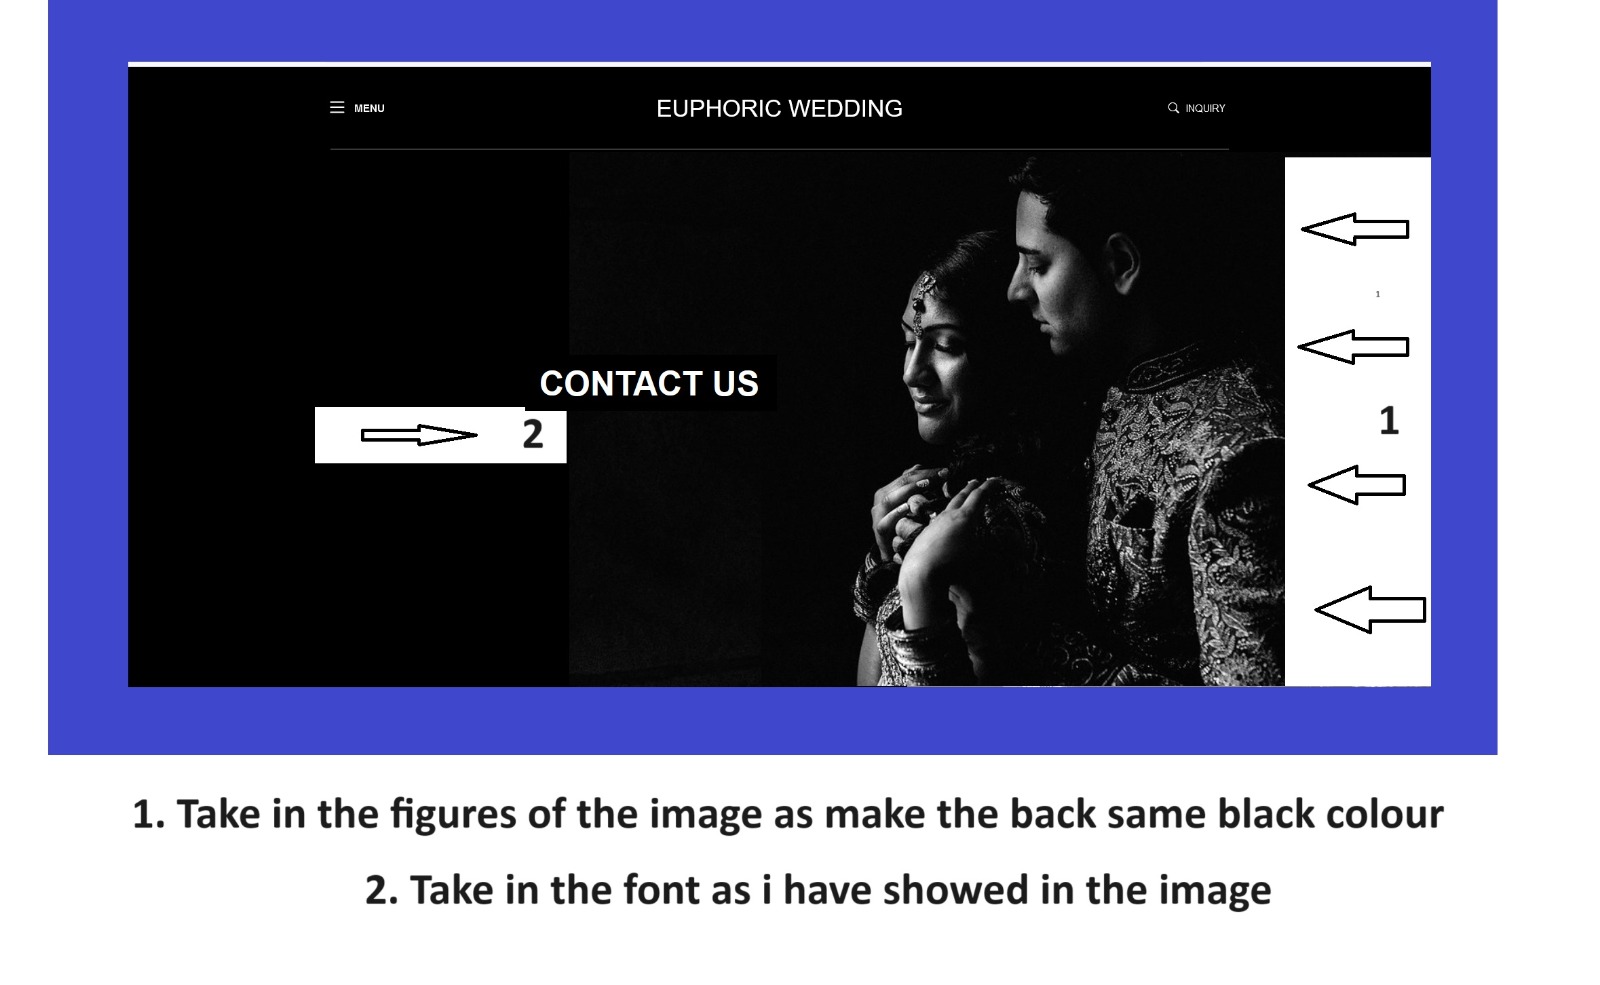 MENU
EUPHORIC WEDDING
INQUIRY
1
CONTACT US
1
2
1. Take in the figures of the image as make the back same black colour
2. Take in the font as i have showed in the image